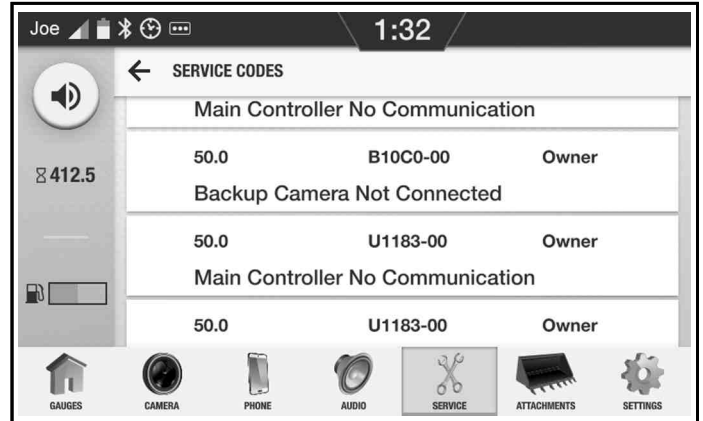 Joe 1:32
SERVICE CODES
Main Controller No Communication
50.0 B10C0-00 Owner
412.5
Backup Camera Not Connected
50.0 U1183-00 Owner
Main Controller No Communication
50.0 U1183-00 Owner
GAUGES CAMERA PHONE AUDIO SERVICE ATTACHMENTS SETTINGS